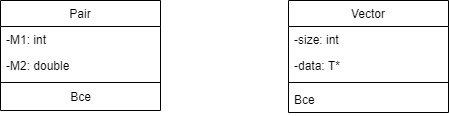 Pair
-M1: int
-M2: double
Все
Vector
-size: int
-data: T*
Все